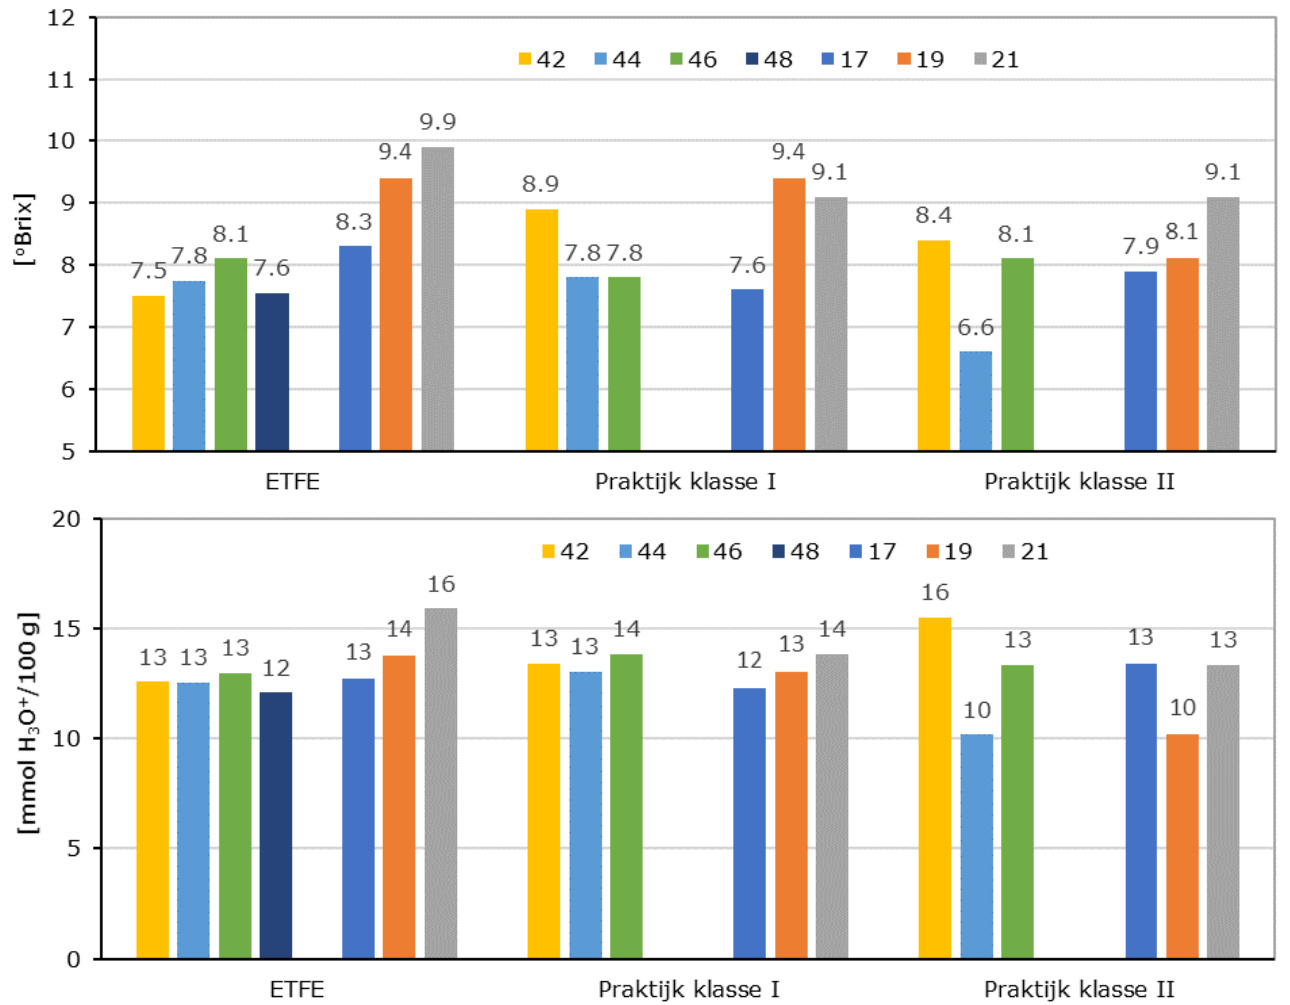 12
42 44 46 48 17 19 21
11
10
9
8
7
6
5
[°Brix]
7.5 7.8 8.1 7.6 8.3 9.4 9.9
8.9 7.8 7.8 7.6 9.4 9.1
8.4 6.6 8.1 7.9 8.1 9.1
ETFE Praktijk klasse I Praktijk klasse II
20
42 44 46 48 17 19 21
15
10
5
0
[mmol H₃O⁺/100 g]
13 13 13 12 13 14 16
13 13 14 12 13 14
16 10 13 13 10 13
ETFE Praktijk klasse I Praktijk klasse II